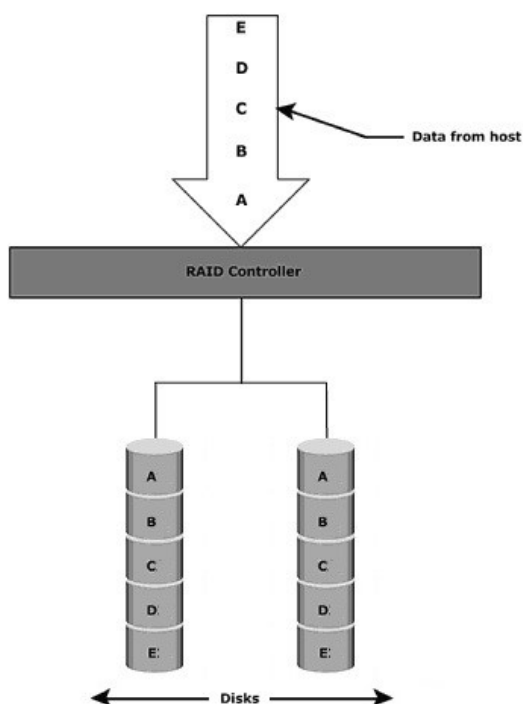 E
D
C
Data from host
B
A
RAID Controller
A A
B B
C C
D D
E E
Disks